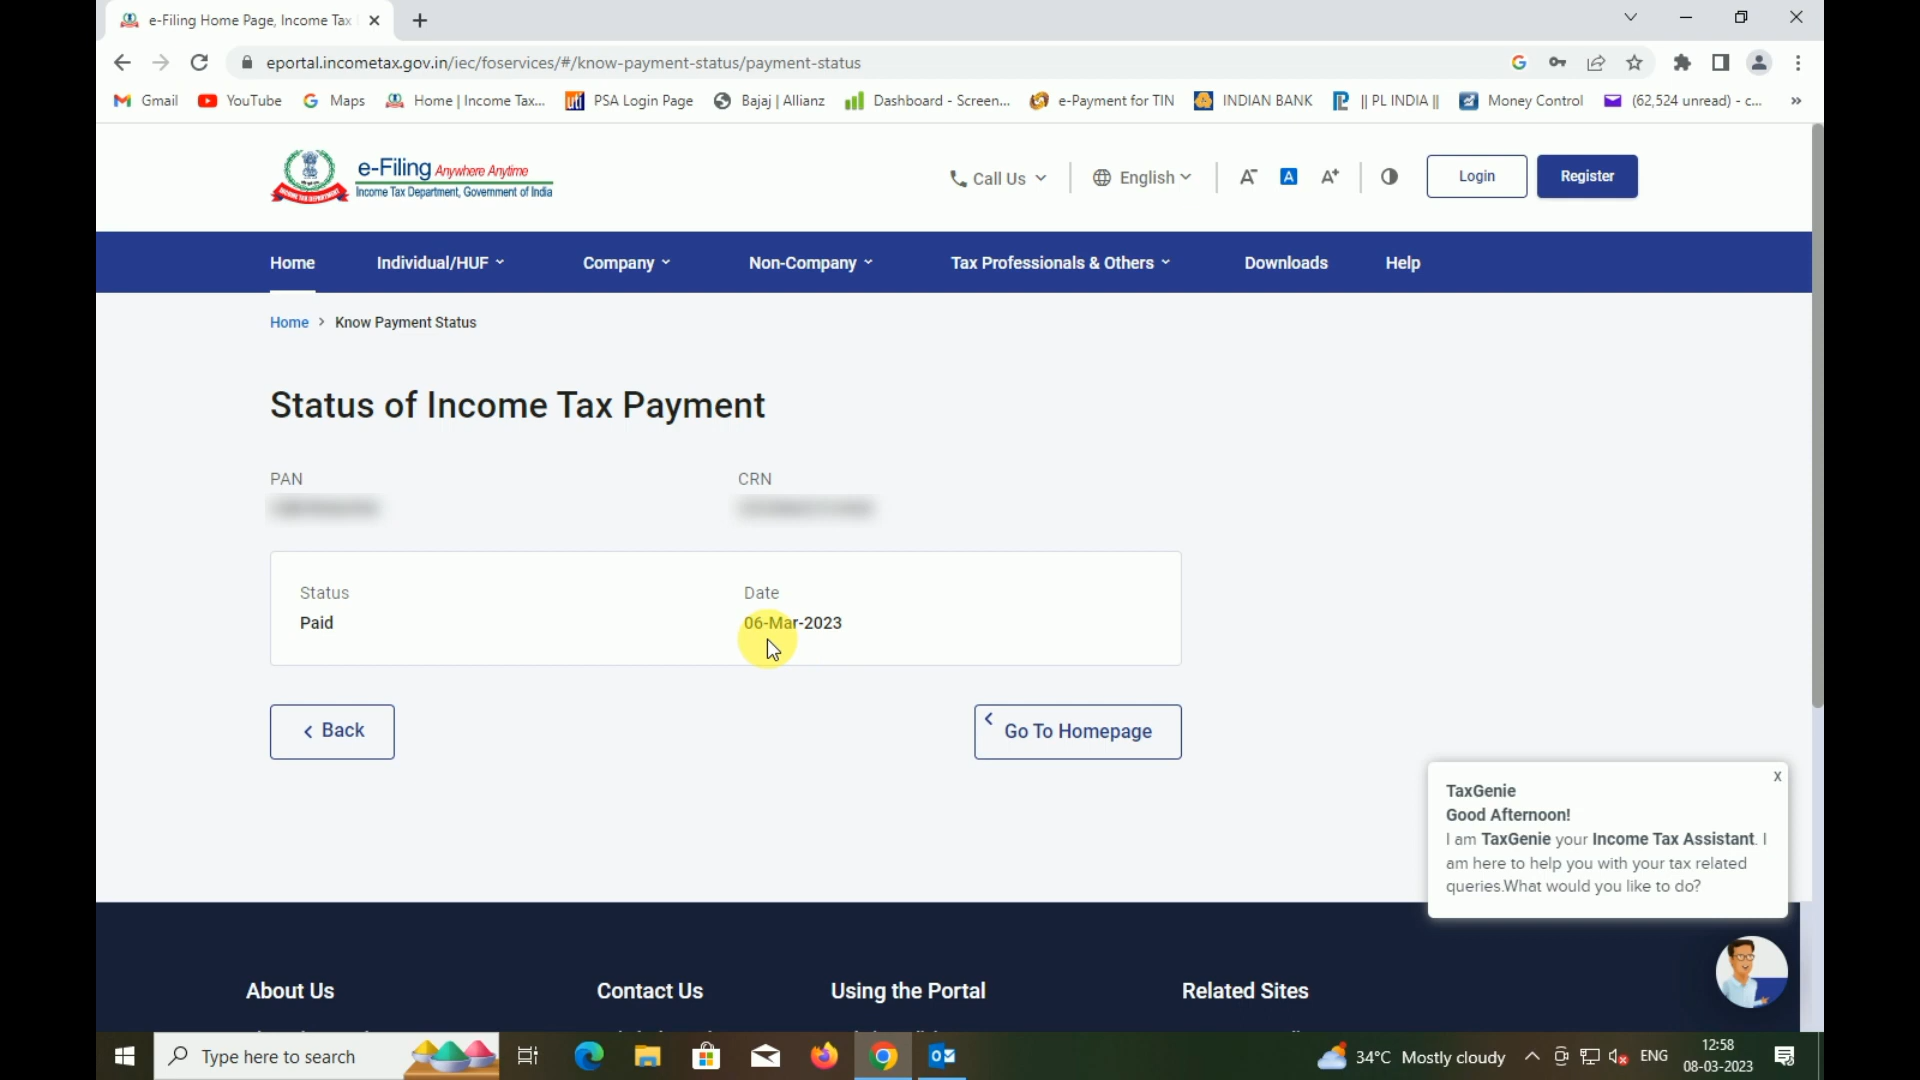 e-Filing Home Page, Income Tax
eportal.incometax.gov.in/iec/foservices/#/know-payment-status/payment-status
Gmail YouTube Maps Home | Income Tax... PSA Login Page Bajaj | Allianz Dashboard - Screen... e-Payment for TIN INDIAN BANK || PL INDIA || Money Control (62,524 unread) - c... »
e-Filing Anywhere Anytime
Income Tax Department, Government of India
Call Us English A- A A+ Login Register
Home Individual/HUF Company Non-Company Tax Professionals & Others Downloads Help
Home > Know Payment Status
Status of Income Tax Payment
PAN CRN
Status Date
Paid 06-Mar-2023
< Back < Go To Homepage
X
TaxGenie
Good Afternoon!
I am TaxGenie your Income Tax Assistant. I
am here to help you with your tax related
queries.What would you like to do?
About Us Contact Us Using the Portal Related Sites
Type here to search 34°C Mostly cloudy ENG 12:58
08-03-2023